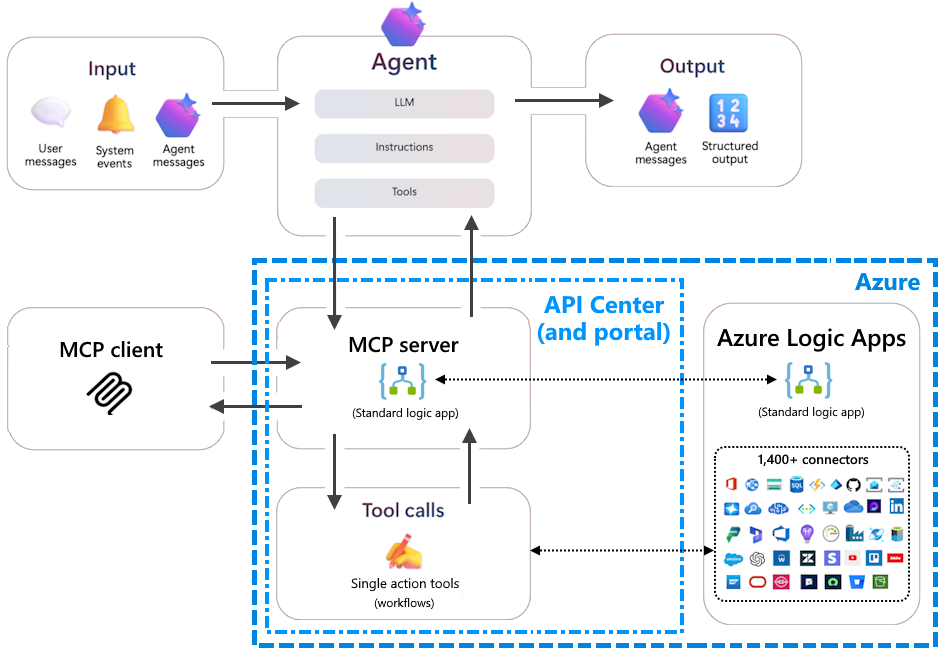 Input
User
messages
System
events
Agent
messages
Agent
LLM
Instructions
Tools
Output
Agent
messages
Structured
output
1 2
3 4
Azure
API Center
(and portal)
MCP client
MCP server
(Standard logic app)
Azure Logic Apps
(Standard logic app)
1,400+ connectors
SQL
in
S
Tool calls
Single action tools
(workflows)